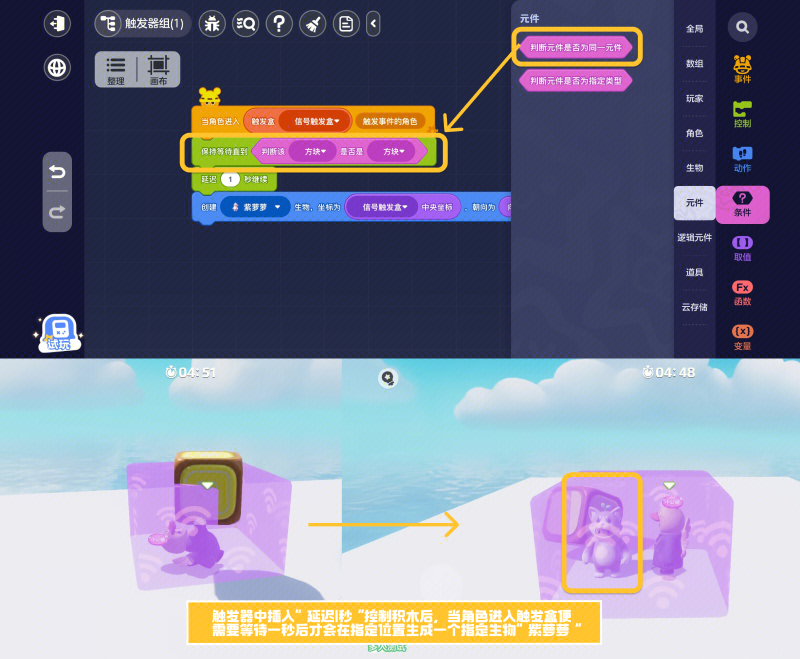 触发器组(1)
整理
画布
当角色进入
触发盒
信号触发盒
触发事件的角色
保持等待直到
判断该
方块
是否是
方块
延迟
1
秒继续
创建
紫萝萝
生物，坐标为
信号触发盒
中央坐标
，朝向为
元件
判断元件是否为同一元件
判断元件是否为指定类型
全局
数组
玩家
角色
生物
元件
逻辑元件
道具
云存储
事件
控制
动作
条件
取值
Fx
函数
变量
试玩
04:51
04:48
触发器中插入”延迟1秒“控制积木后，当角色进入触发盒便
需要等待一秒后才会在指定位置生成一个指定生物”紫萝萝“